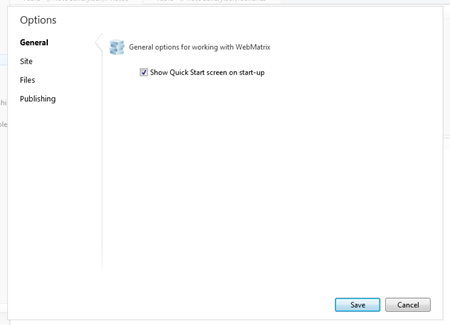 Options
General
General options for working with WebMatrix
Show Quick Start screen on start-up
Site
Files
Publishing
Save
Cancel